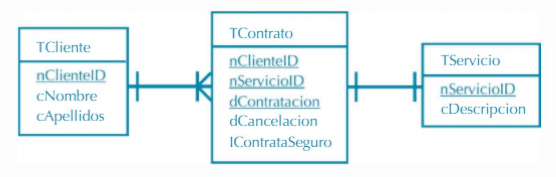 TCliente
nClienteID
cNombre
cApellidos
TContrato
nClienteID
nServicioID
dContratacion
dCancelacion
lContrataSeguro
TServicio
nServicioID
cDescripcion